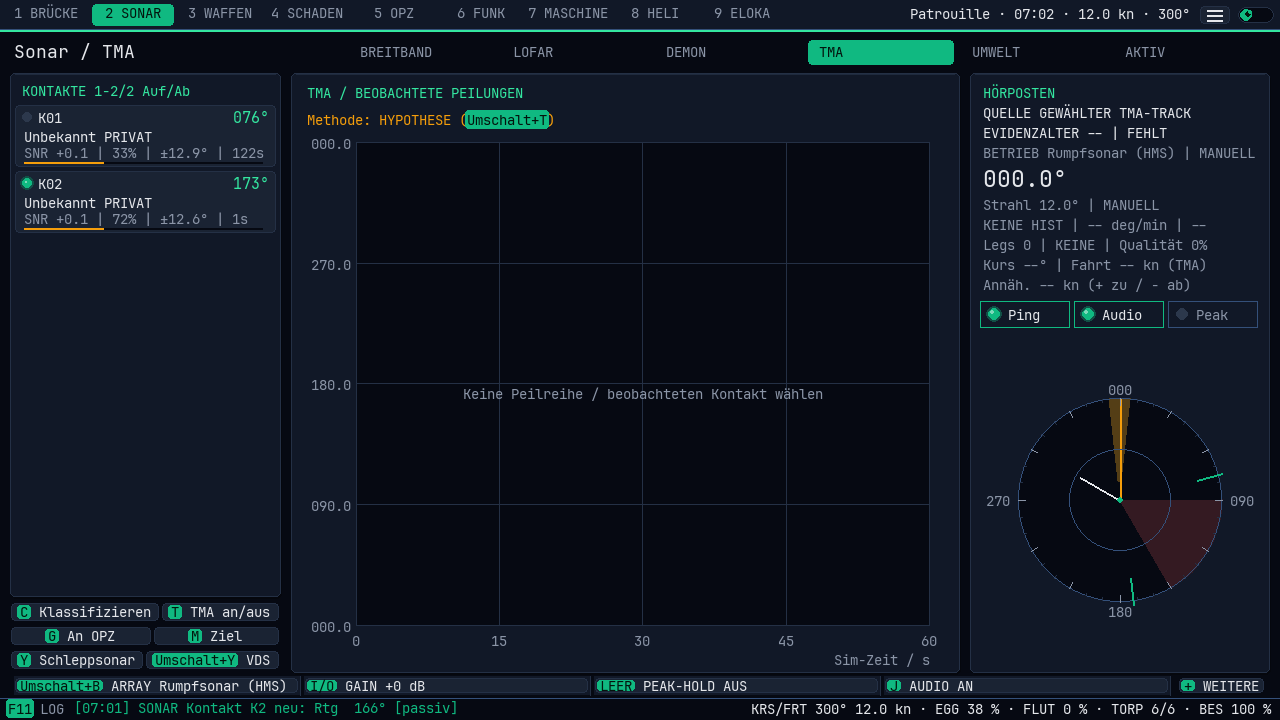 1 BRÜCKE 2 SONAR 3 WAFFEN 4 SCHADEN 5 OPZ 6 FUNK 7 MASCHINE 8 HELI 9 ELOKA Patrouille · 07:02 · 12.0 kn · 300°
Sonar / TMA BREITBAND LOFAR DEMON TMA UMWELT AKTIV
KONTAKTE 1-2/2 Auf/Ab
K01 076°
Unbekannt PRIVAT
SNR +0.1 | 33% | ±12.9° | 122s
K02 173°
Unbekannt PRIVAT
SNR +0.1 | 72% | ±12.6° | 1s
C Klassifizieren T TMA an/aus
G An OPZ M Ziel
Y Schleppsonar Umschalt+Y VDS
TMA / BEOBACHTETE PEILUNGEN
Methode: HYPOTHESE (Umschalt+T)
000.0
270.0
180.0
Keine Peilreihe / beobachteten Kontakt wählen
090.0
000.0
0 15 30 45 60
Sim-Zeit / s
HÖRPOSTEN
QUELLE GEWÄHLTER TMA-TRACK
EVIDENZALTER -- | FEHLT
BETRIEB Rumpfsonar (HMS) | MANUELL
000.0°
Strahl 12.0° | MANUELL
KEINE HIST | -- deg/min | --
Legs 0 | KEINE | Qualität 0%
Kurs --° | Fahrt -- kn (TMA)
Annäh. -- kn (+ zu / - ab)
Ping Audio Peak
000
270 090
180
Umschalt+B ARRAY Rumpfsonar (HMS) I/O GAIN +0 dB LEER PEAK-HOLD AUS J AUDIO AN + WEITERE
F11 LOG [07:01] SONAR Kontakt K2 neu: Rtg 166° [passiv] KRS/FRT 300° 12.0 kn · EGG 38 % · FLUT 0 % · TORP 6/6 · BES 100 %